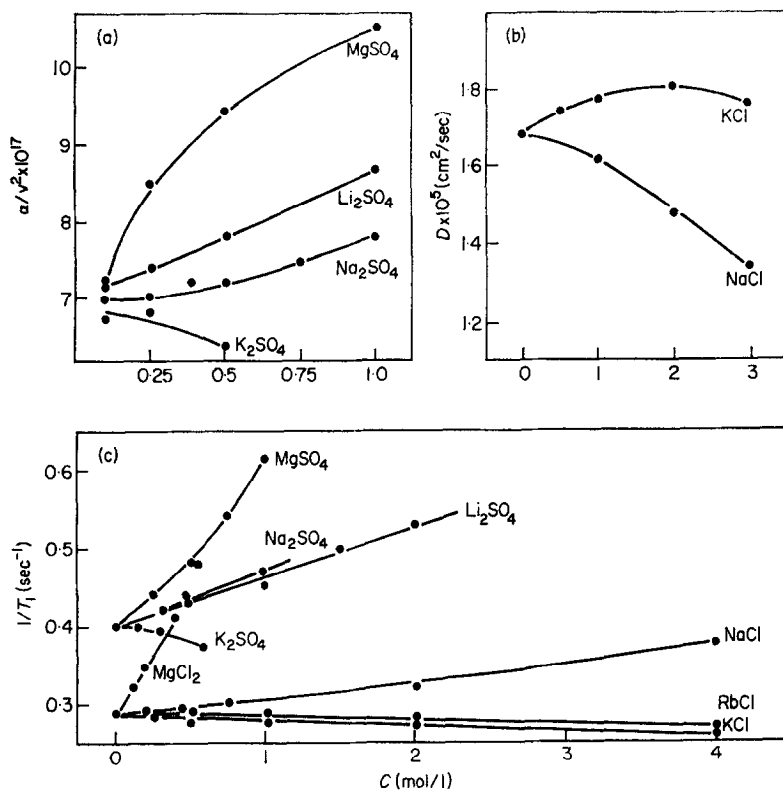 (a)
α/ν²x10¹⁷
10
9
8
7
MgSO₄
Li₂SO₄
Na₂SO₄
K₂SO₄
0·25
0·5
0·75
1·0
(b)
D×10⁵(cm²/sec)
1·8
1·6
1·4
1·2
KCl
NaCl
0
1
2
3
(c)
1/T₁ (sec⁻¹)
0·6
0·5
0·4
0·3
MgSO₄
Li₂SO₄
Na₂SO₄
K₂SO₄
MgCl₂
NaCl
RbCl
KCl
0
1
2
3
4
C (mol/l)